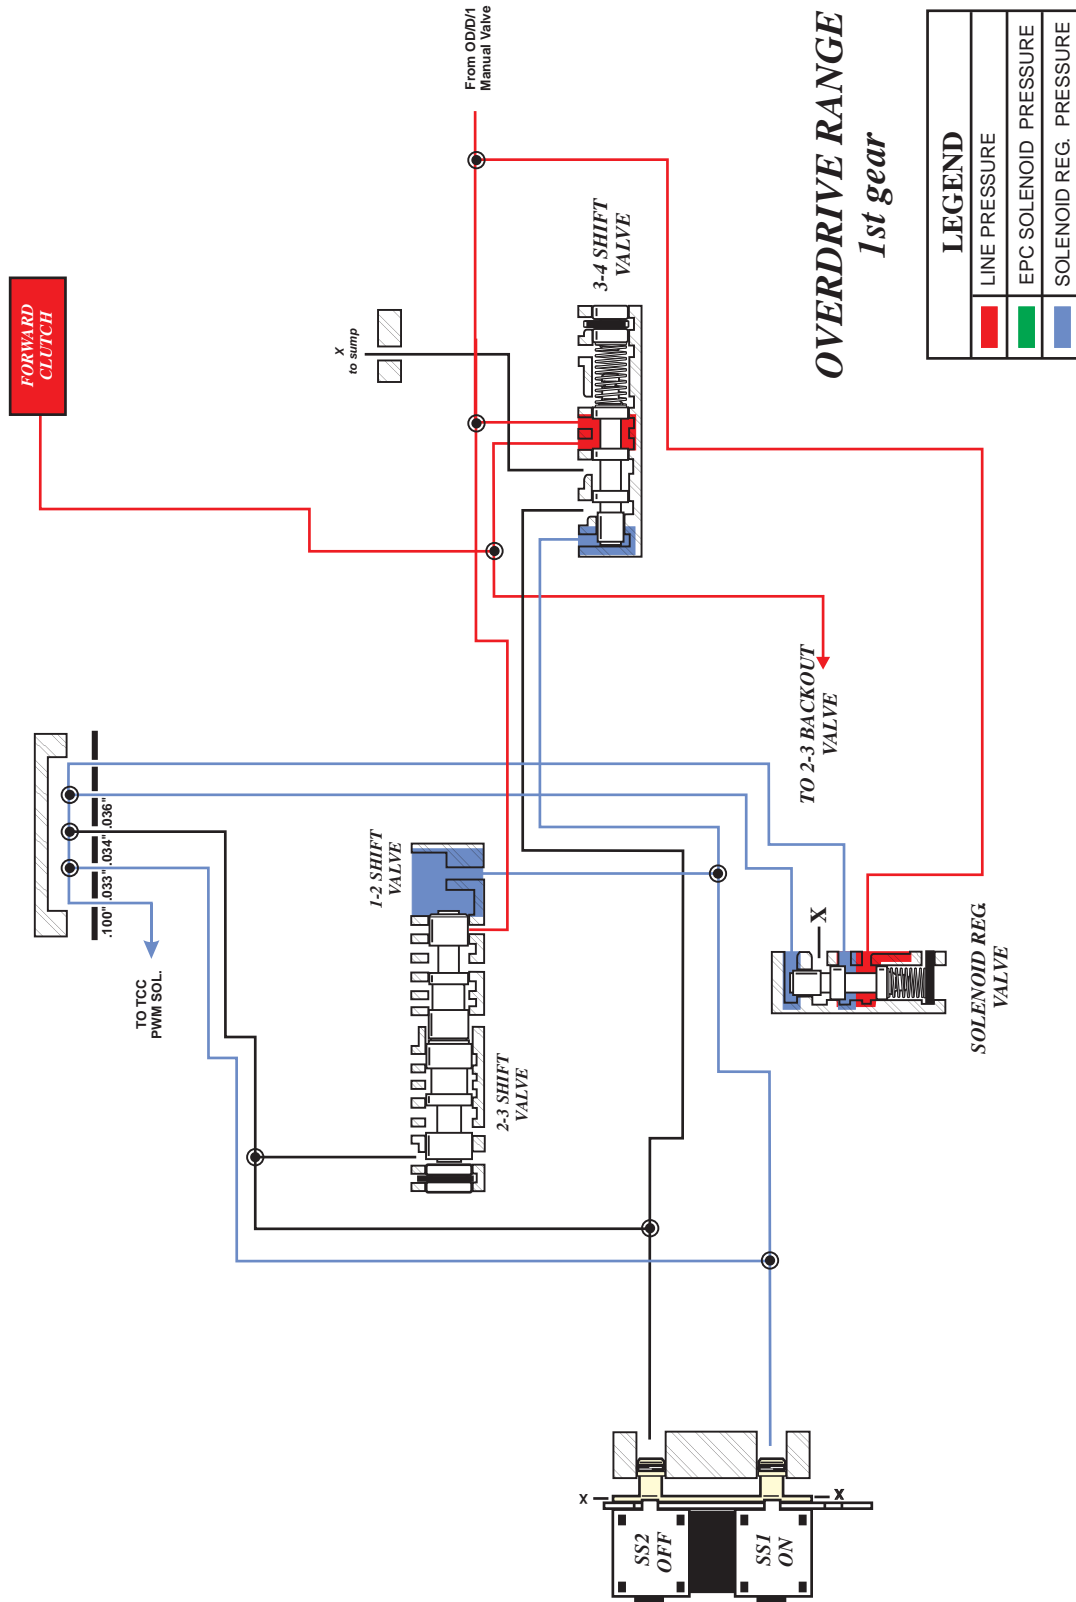 OVERDRIVE RANGE
1st gear
LEGEND
LINE PRESSURE
EPC SOLENOID PRESSURE
SOLENOID REG. PRESSURE
FORWARD
CLUTCH
From OD/D/1
Manual Valve
X
to sump
3-4 SHIFT
VALVE
.100" .033" .034" .036"
TO TCC
PWM SOL.
1-2 SHIFT
VALVE
2-3 SHIFT
VALVE
TO 2-3 BACKOUT
VALVE
X
SOLENOID REG.
VALVE
X
X
SS2
OFF
SS1
ON